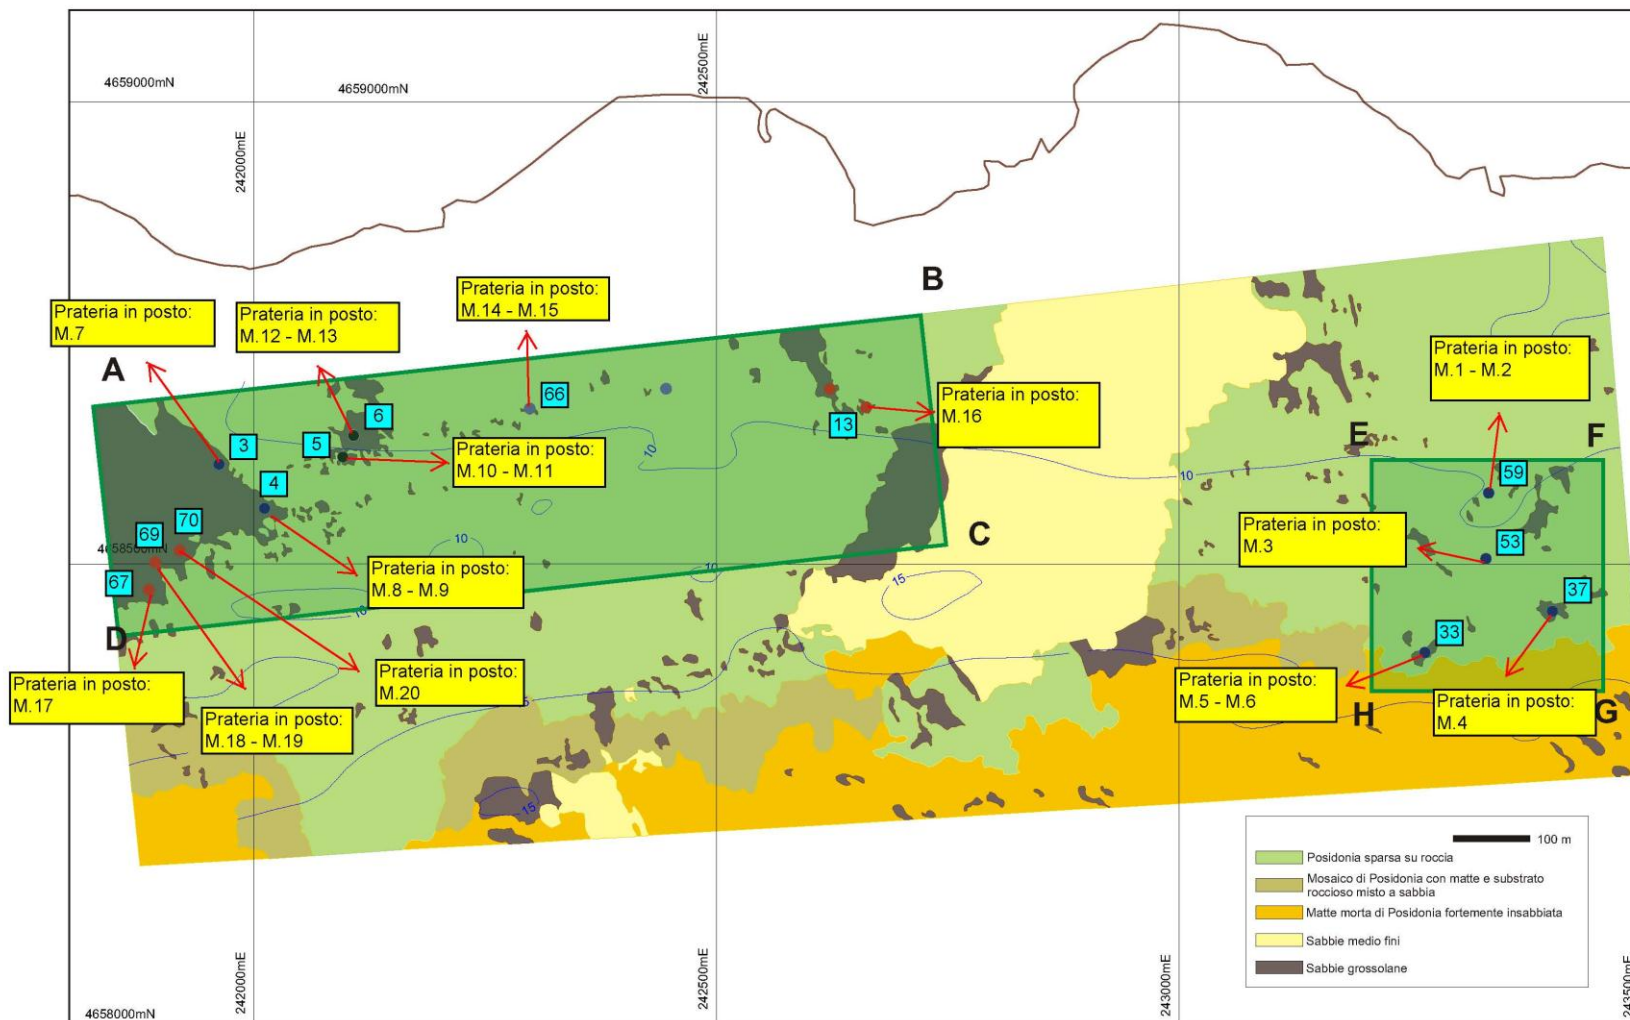 242500mE
4659000mN
4659000mN
242000mE
B
Prateria in posto:
M.14 - M.15
Prateria in posto:
M.7
Prateria in posto:
M.12 - M.13
Prateria in posto:
M.1 - M.2
A
66
Prateria in posto:
M.16
6
13
5
10
E
F
3
Prateria in posto:
M.10 - M.11
10
59
4
70
Prateria in posto:
M.3
69
10
C
53
4658500mN
67
Prateria in posto:
M.8 - M.9
10
15
10
37
D
33
Prateria in posto:
M.17
Prateria in posto:
M.20
Prateria in posto:
M.5 - M.6
H
Prateria in posto:
M.4
G
Prateria in posto:
M.18 - M.19
15
100 m
Posidonia sparsa su roccia
Mosaico di Posidonia con matte e substrato
roccioso misto a sabbia
Matte morta di Posidonia fortemente insabbiata
Sabbie medio fini
Sabbie grossolane
242000mE
242500mE
243000mE
243500mE
4658000mN